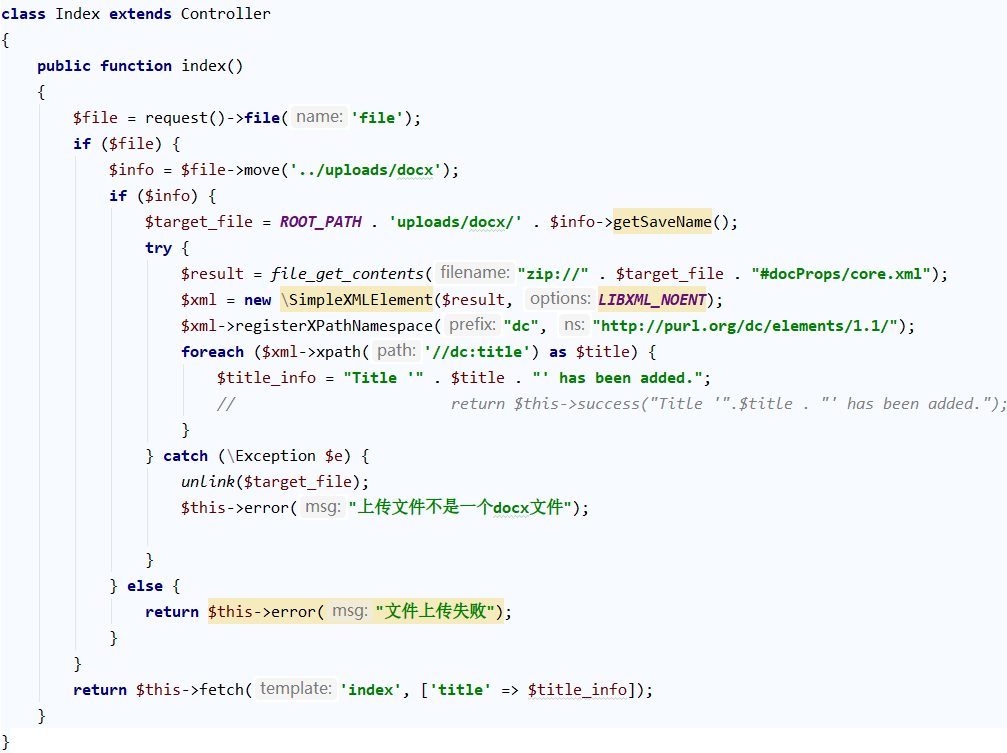 class Index extends Controller
{
    public function index()
    {
        $file = request()->file( name: 'file');
        if ($file) {
            $info = $file->move('../uploads/docx');
            if ($info) {
                $target_file = ROOT_PATH . 'uploads/docx/' . $info->getSaveName();
                try {
                    $result = file_get_contents( filename: "zip://" . $target_file . "#docProps/core.xml");
                    $xml = new \SimpleXMLElement($result, options: LIBXML_NOENT);
                    $xml->registerXPathNamespace( prefix: "dc", ns: "http://purl.org/dc/elements/1.1/");
                    foreach ($xml->xpath( path: '//dc:title') as $title) {
                        $title_info = "Title '" . $title . "' has been added.";
                        //                        return $this->success("Title '".$title . "' has been added.");
                    }
                } catch (\Exception $e) {
                    unlink($target_file);
                    $this->error( msg: "上传文件不是一个docx文件");
                }
            } else {
                return $this->error( msg: "文件上传失败");
            }
        }
        return $this->fetch( template: 'index', ['title' => $title_info]);
    }
}